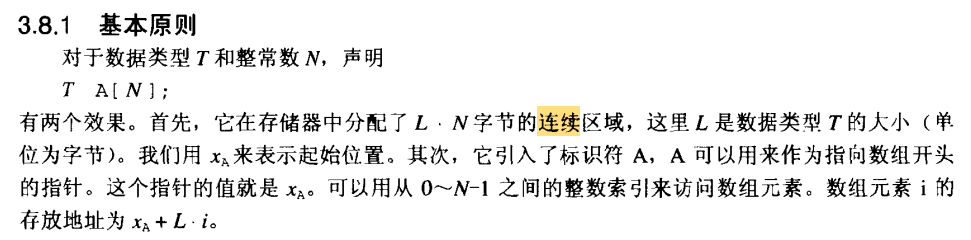 3.8.1 基本原则
对于数据类型 T 和整常数 N，声明
T A[N];
有两个效果。首先，它在存储器中分配了 L · N 字节的连续区域，这里 L 是数据类型 T 的大小（单
位为字节）。我们用 xA 来表示起始位置。其次，它引入了标识符 A，A 可以用来作为指向数组开头
的指针。这个指针的值就是 xA。可以用从 0～N-1 之间的整数索引来访问数组元素。数组元素 i 的
存放地址为 xA + L · i。